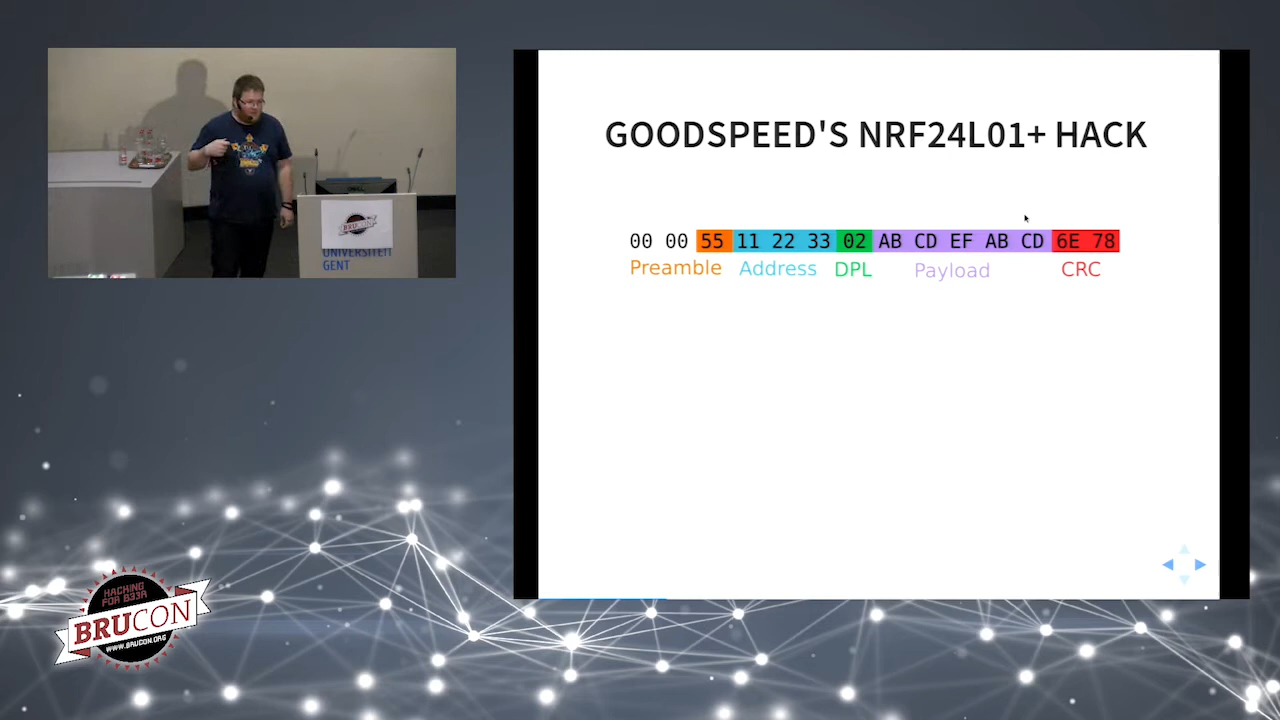 GOODSPEED'S NRF24L01+ HACK
00 00 55 11 22 33 02 AB CD EF AB CD 6E 78
Preamble Address DPL Payload CRC
BRUCON
UNIVERSITEIT
GENT
HACKING
FOR B33R
BRUCON
WWW.BRUCON.ORG